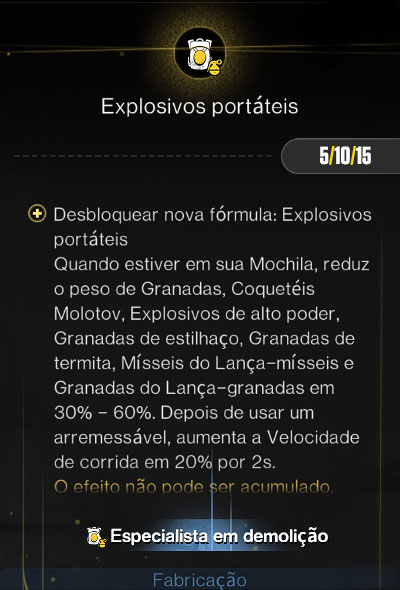 Explosivos portáteis
5/10/15
Desbloquear nova fórmula: Explosivos
portáteis
Quando estiver em sua Mochila, reduz
o peso de Granadas, Coquetéis
Molotov, Explosivos de alto poder,
Granadas de estilhaço, Granadas de
termita, Mísseis do Lança-mísseis e
Granadas do Lança-granadas em
30% - 60%. Depois de usar um
arremessável, aumenta a Velocidade
de corrida em 20% por 2s.
O efeito não pode ser acumulado.
Especialista em demolição
Fabricação